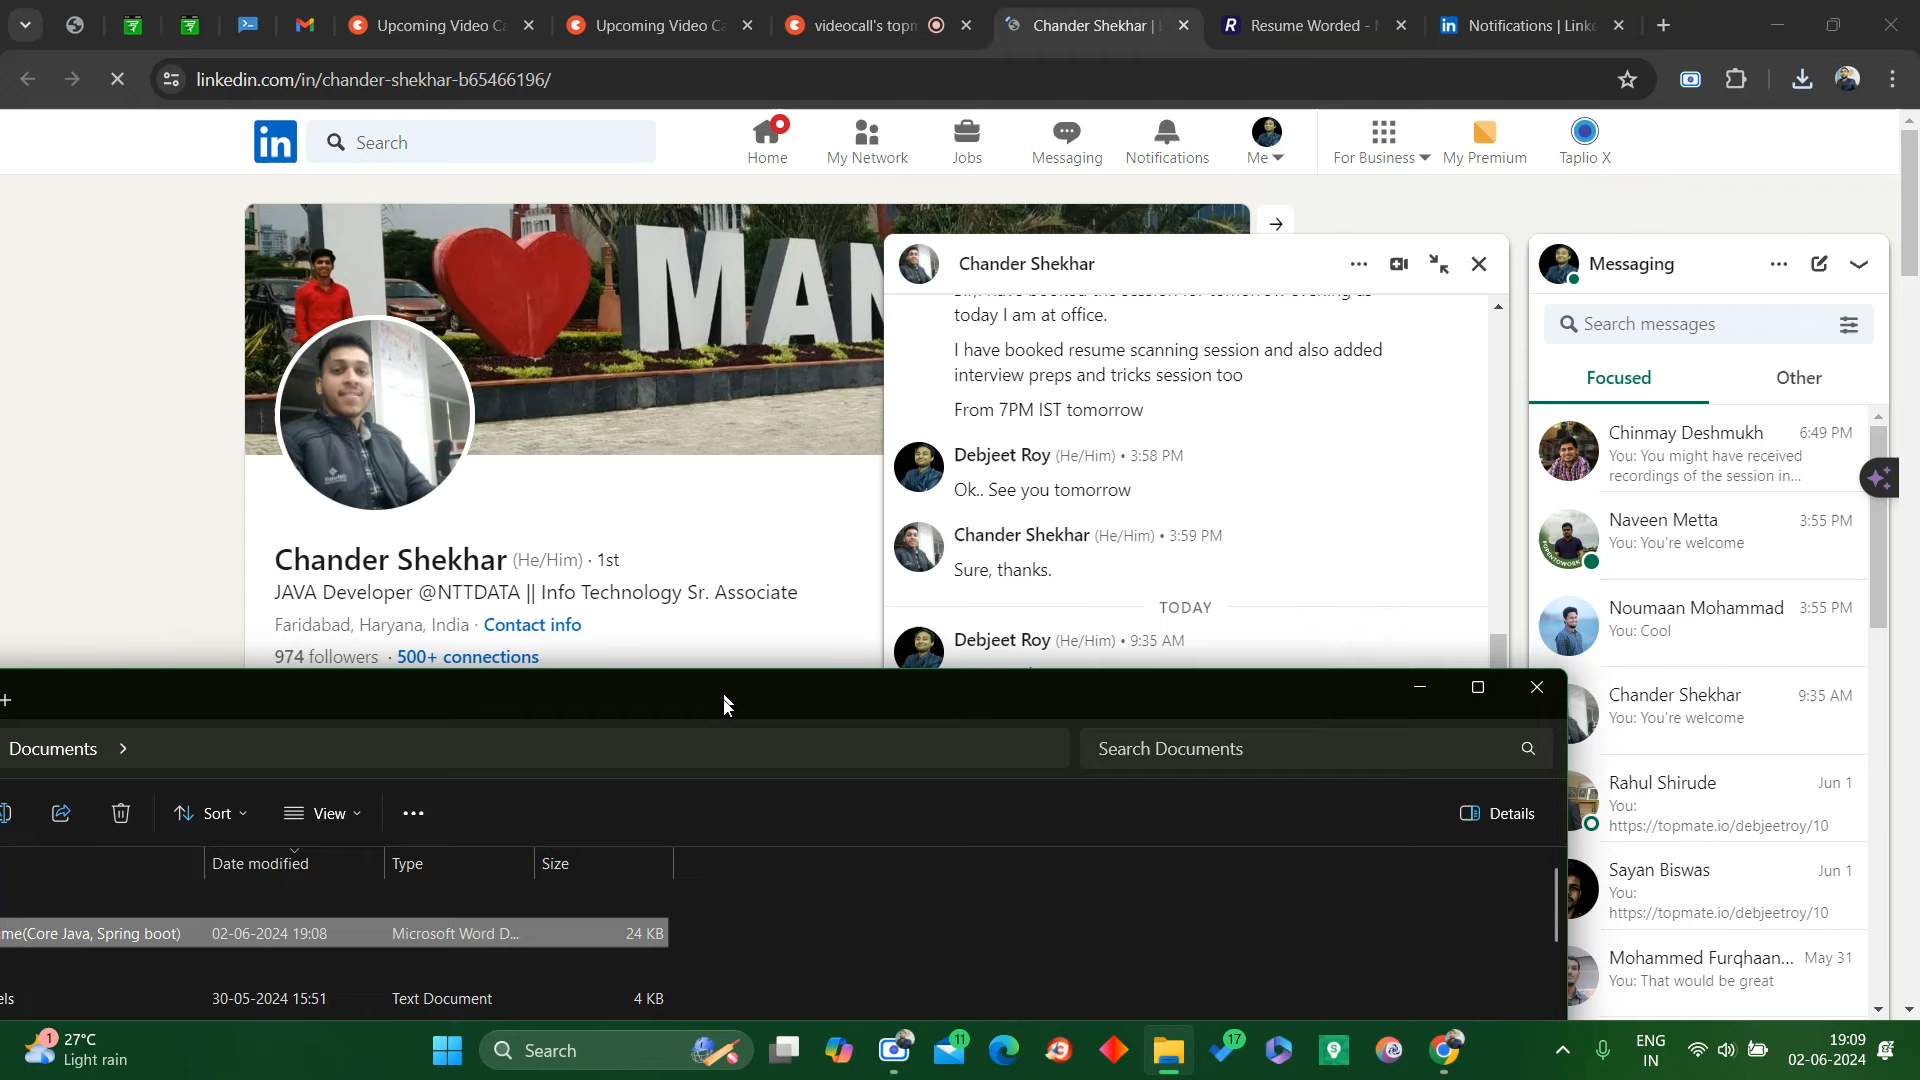 Upcoming Video Ca
Upcoming Video Ca
videocall's topm
Chander Shekhar |
Resume Worded -
Notifications | Linke
linkedin.com/in/chander-shekhar-b65466196/
Search
Home
My Network
Jobs
Messaging
Notifications
Me
For Business
My Premium
Taplio X
MAN
Chander Shekhar (He/Him) · 1st
JAVA Developer @NTTDATA || Info Technology Sr. Associate
Faridabad, Haryana, India · Contact info
974 followers · 500+ connections
Chander Shekhar
today I am at office.
I have booked resume scanning session and also added
interview preps and tricks session too
From 7PM IST tomorrow
Debjeet Roy (He/Him) • 3:58 PM
Ok.. See you tomorrow
Chander Shekhar (He/Him) • 3:59 PM
Sure, thanks.
TODAY
Debjeet Roy (He/Him) • 9:35 AM
Messaging
Search messages
Focused
Other
Chinmay Deshmukh 6:49 PM
You: You might have received
recordings of the session in...
Naveen Metta 3:55 PM
You: You're welcome
Noumaan Mohammad 3:55 PM
You: Cool
Chander Shekhar 9:35 AM
You: You're welcome
Rahul Shirude Jun 1
You:
https://topmate.io/debjeetroy/10
Sayan Biswas Jun 1
You:
https://topmate.io/debjeetroy/10
Mohammed Furqhaan... May 31
You: That would be great
Documents
Search Documents
Sort
View
Details
Date modified
Type
Size
me(Core Java, Spring boot) 02-06-2024 19:08 Microsoft Word D... 24 KB
els 30-05-2024 15:51 Text Document 4 KB
1
27°C
Light rain
Search
11
17
ENG
IN
19:09
02-06-2024